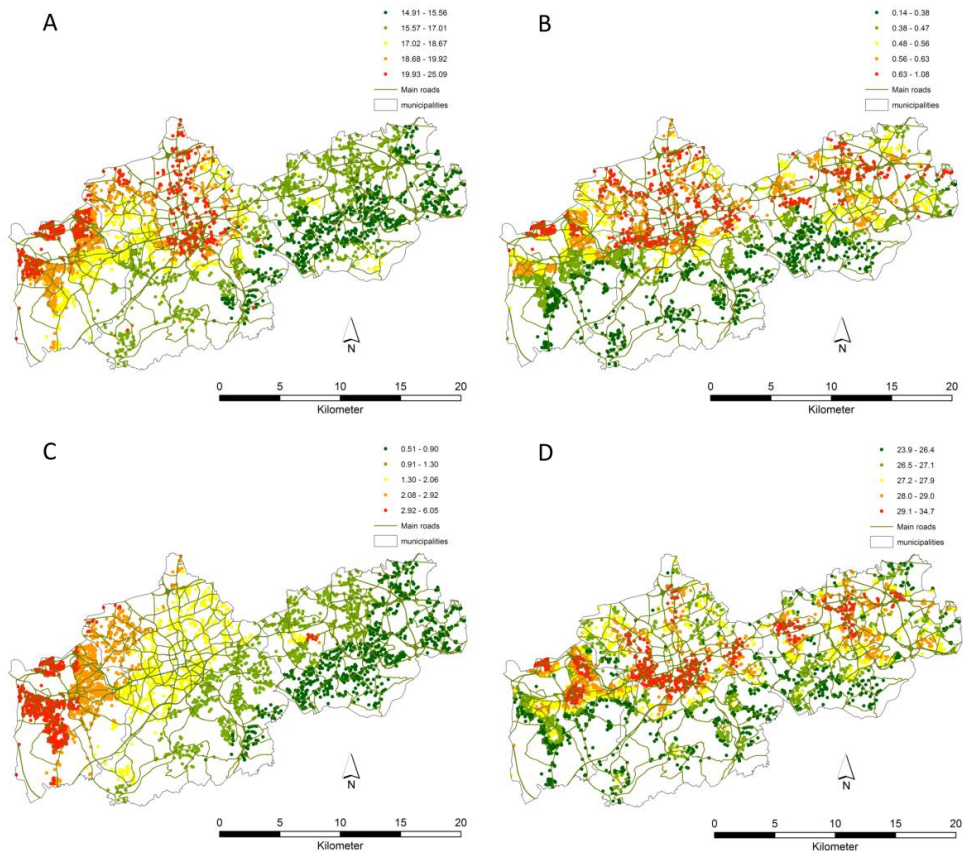 A
14.91 - 15.56
15.57 - 17.01
17.02 - 18.67
18.68 - 19.92
19.93 - 25.09
Main roads
municipalities
N
0 5 10 15 20
Kilometer
B
0.14 - 0.38
0.38 - 0.47
0.48 - 0.56
0.56 - 0.63
0.63 - 1.08
Main roads
municipalities
N
0 5 10 15 20
Kilometer
C
0.51 - 0.90
0.91 - 1.30
1.30 - 2.06
2.08 - 2.92
2.92 - 6.05
Main roads
municipalities
N
0 5 10 15 20
Kilometer
D
23.9 - 26.4
26.5 - 27.1
27.2 - 27.9
28.0 - 29.0
29.1 - 34.7
Main roads
municipalities
N
0 5 10 15 20
Kilometer